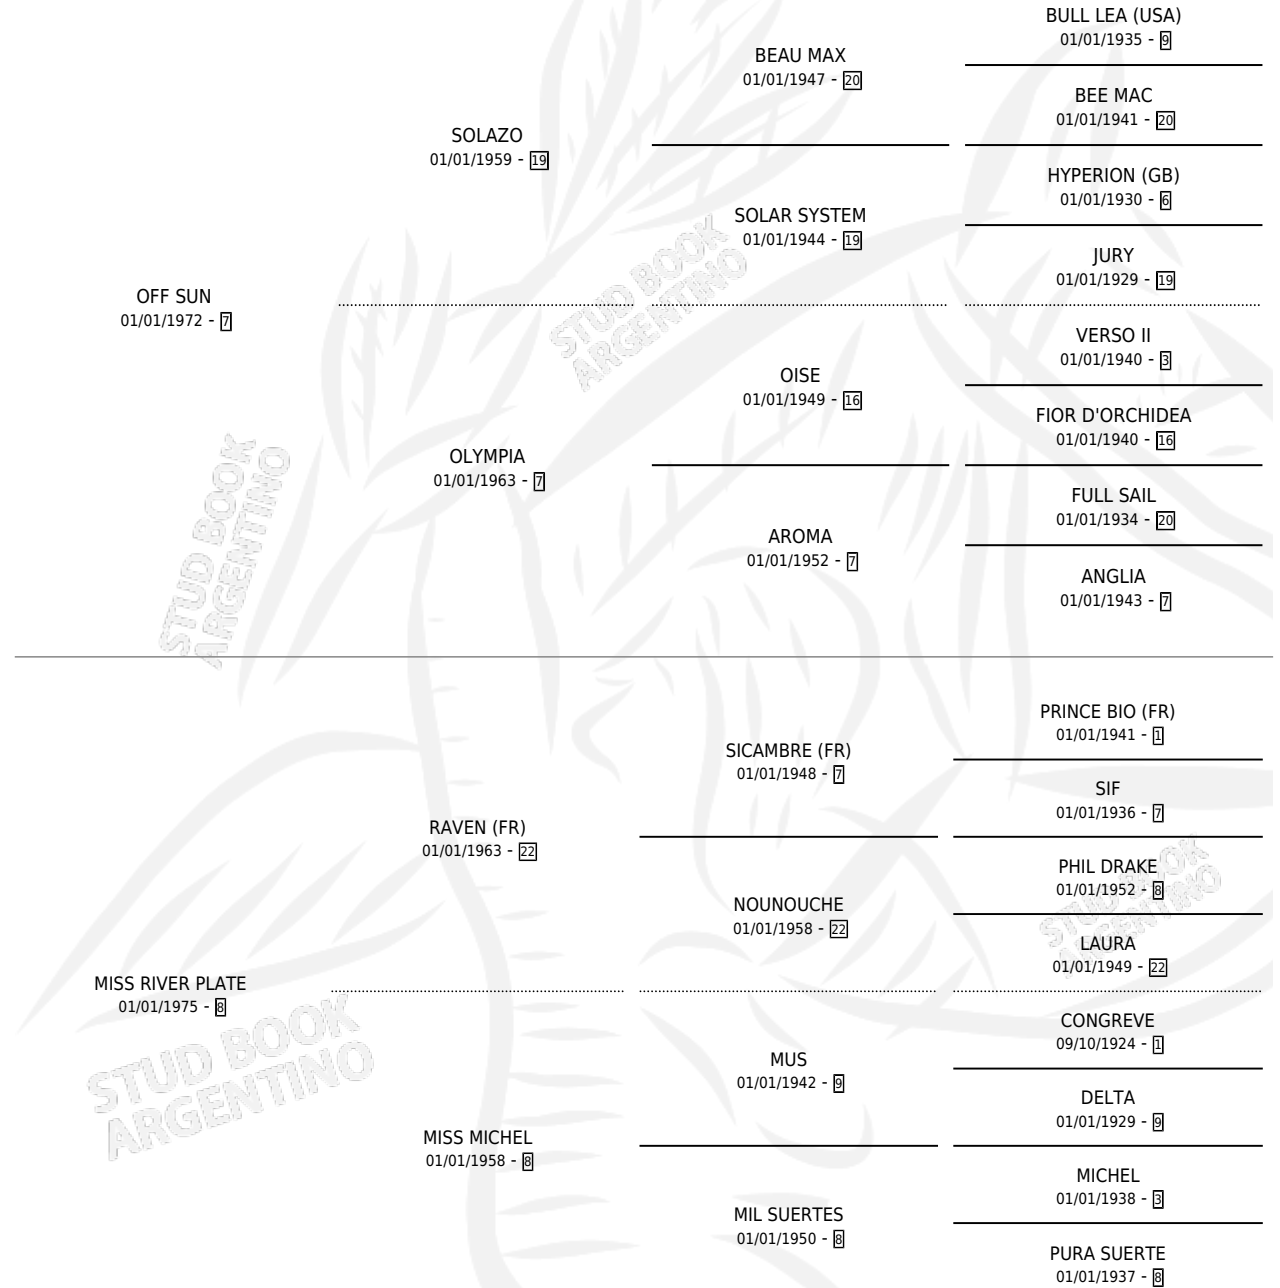 BULL LEA (USA)
01/01/1935 - 9
BEAU MAX
01/01/1947 - 20
BEE MAC
01/01/1941 - 20
SOLAZO
01/01/1959 - 19
HYPERION (GB)
01/01/1930 - 6
SOLAR SYSTEM
01/01/1944 - 19
JURY
01/01/1929 - 19
OFF SUN
01/01/1972 - 7
VERSO II
01/01/1940 - 3
OISE
01/01/1949 - 16
FIOR D'ORCHIDEA
01/01/1940 - 16
OLYMPIA
01/01/1963 - 7
FULL SAIL
01/01/1934 - 20
AROMA
01/01/1952 - 7
ANGLIA
01/01/1943 - 7
STUD BOOK
ARGENTINO
STUD BOOK
ARGENTINO
PRINCE BIO (FR)
01/01/1941 - 1
SICAMBRE (FR)
01/01/1948 - 7
SIF
01/01/1936 - 7
RAVEN (FR)
01/01/1963 - 22
PHIL DRAKE
01/01/1952 - 8
NOUNOUCHE
01/01/1958 - 22
LAURA
01/01/1949 - 22
MISS RIVER PLATE
01/01/1975 - 8
CONGREVE
09/10/1924 - 1
MUS
01/01/1942 - 9
DELTA
01/01/1929 - 9
MISS MICHEL
01/01/1958 - 8
MICHEL
01/01/1938 - 3
MIL SUERTES
01/01/1950 - 8
PURA SUERTE
01/01/1937 - 8
STUD BOOK
ARGENTINO
STUD BOOK
ARGENTINO